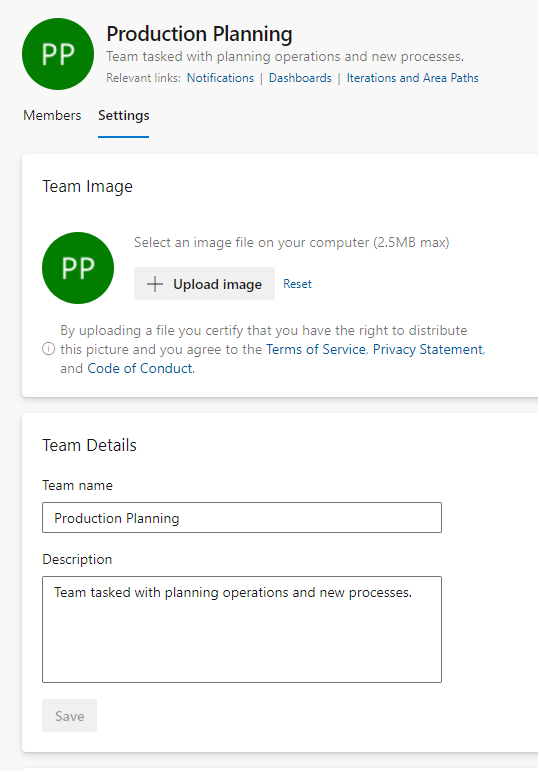 PP
Production Planning
Team tasked with planning operations and new processes.
Relevant links: Notifications | Dashboards | Iterations and Area Paths
Members Settings
Team Image
PP
Select an image file on your computer (2.5MB max)
Upload image Reset
By uploading a file you certify that you have the right to distribute
this picture and you agree to the Terms of Service, Privacy Statement,
and Code of Conduct.
Team Details
Team name
Production Planning
Description
Team tasked with planning operations and new processes.
Save